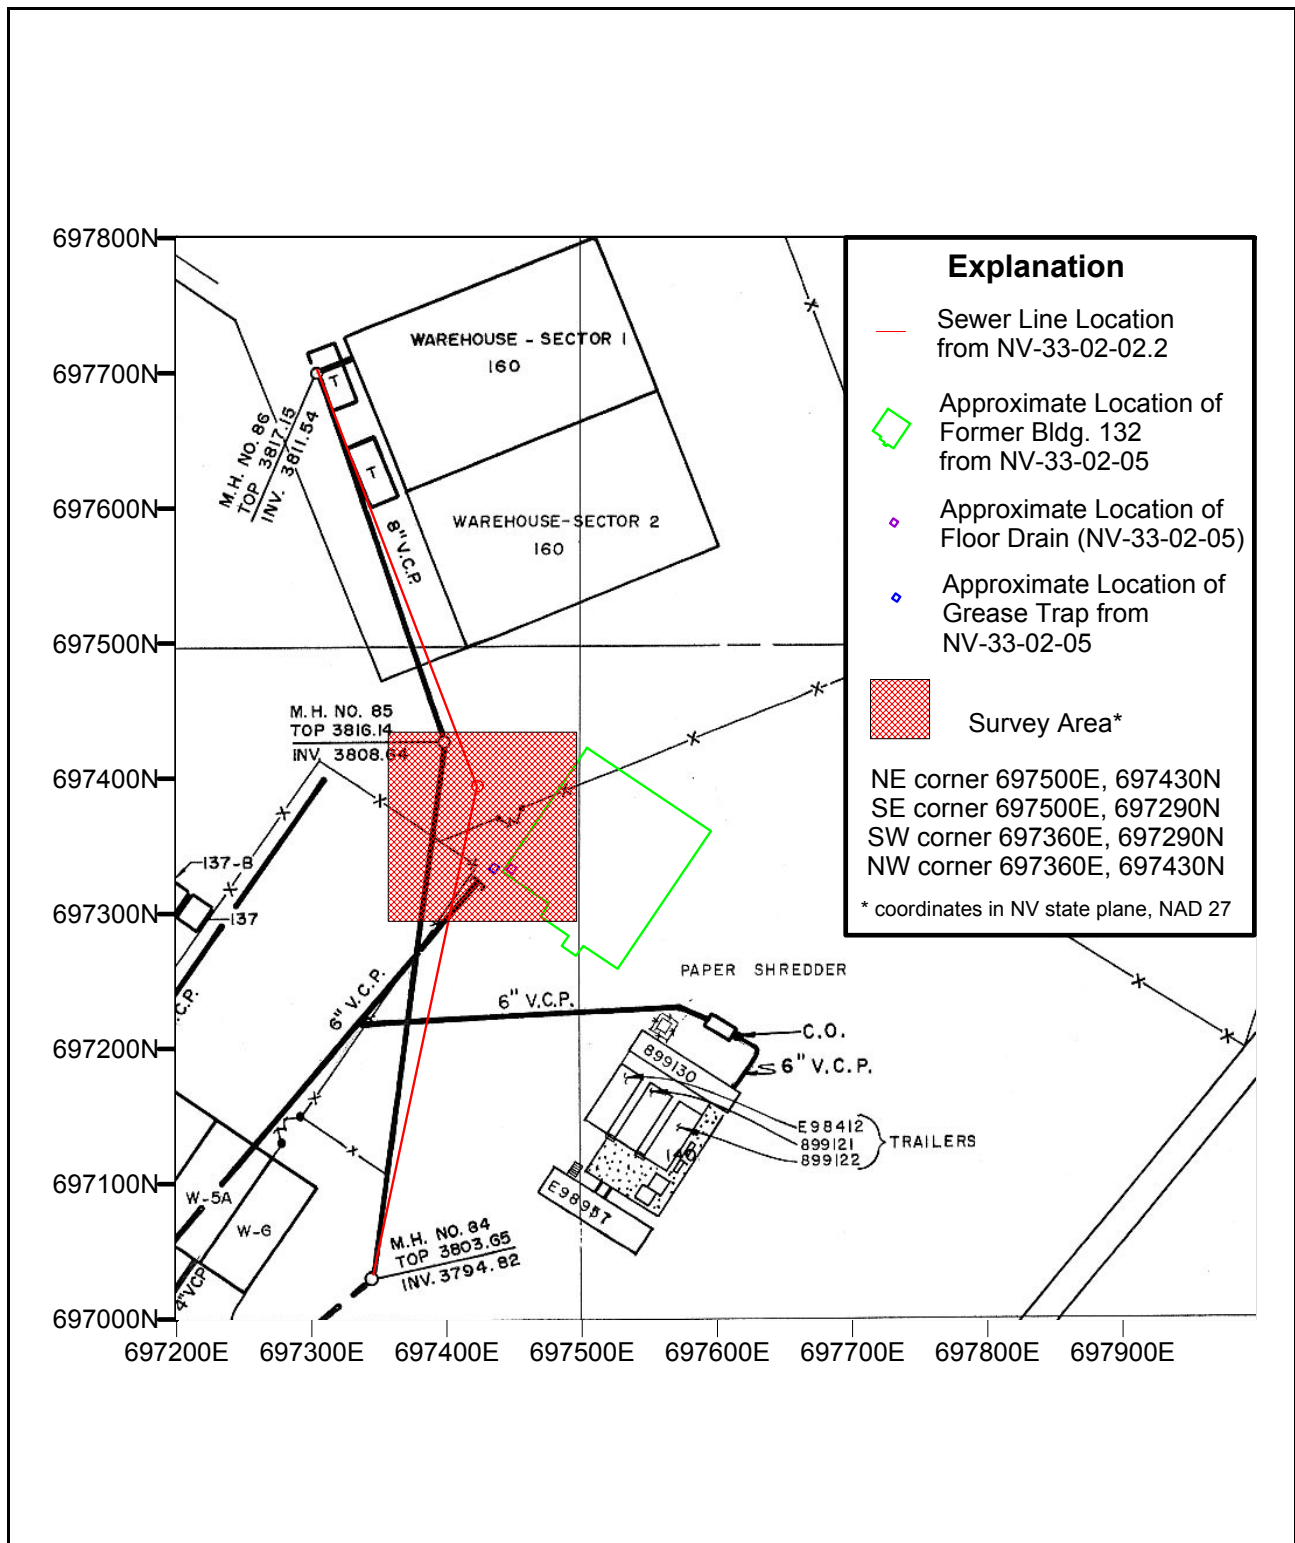 697800N
697700N
697600N
697500N
697400N
697300N
697200N
697100N
697000N
697200E 697300E 697400E 697500E 697600E 697700E 697800E 697900E
WAREHOUSE - SECTOR 1
160
WAREHOUSE-SECTOR 2
160
M.H. NO. 86
TOP 3817.15
INV. 3811.54
T
T
8" V.C.P.
M.H. NO. 85
TOP 3816.14
INV. 3808.64
137-B
137
.C.P.
6" V.C.P.
6" V.C.P.
PAPER SHREDDER
C.O.
6" V.C.P.
899130
E98412
899121
899122
TRAILERS
140
E98957
W-5A
W-6
4"VCP
M.H. NO. 84
TOP 3803.65
INV. 3794.82
Explanation
Sewer Line Location
from NV-33-02-02.2
Approximate Location of
Former Bldg. 132
from NV-33-02-05
Approximate Location of
Floor Drain (NV-33-02-05)
Approximate Location of
Grease Trap from
NV-33-02-05
Survey Area*
NE corner 697500E, 697430N
SE corner 697500E, 697290N
SW corner 697360E, 697290N
NW corner 697360E, 697430N
* coordinates in NV state plane, NAD 27